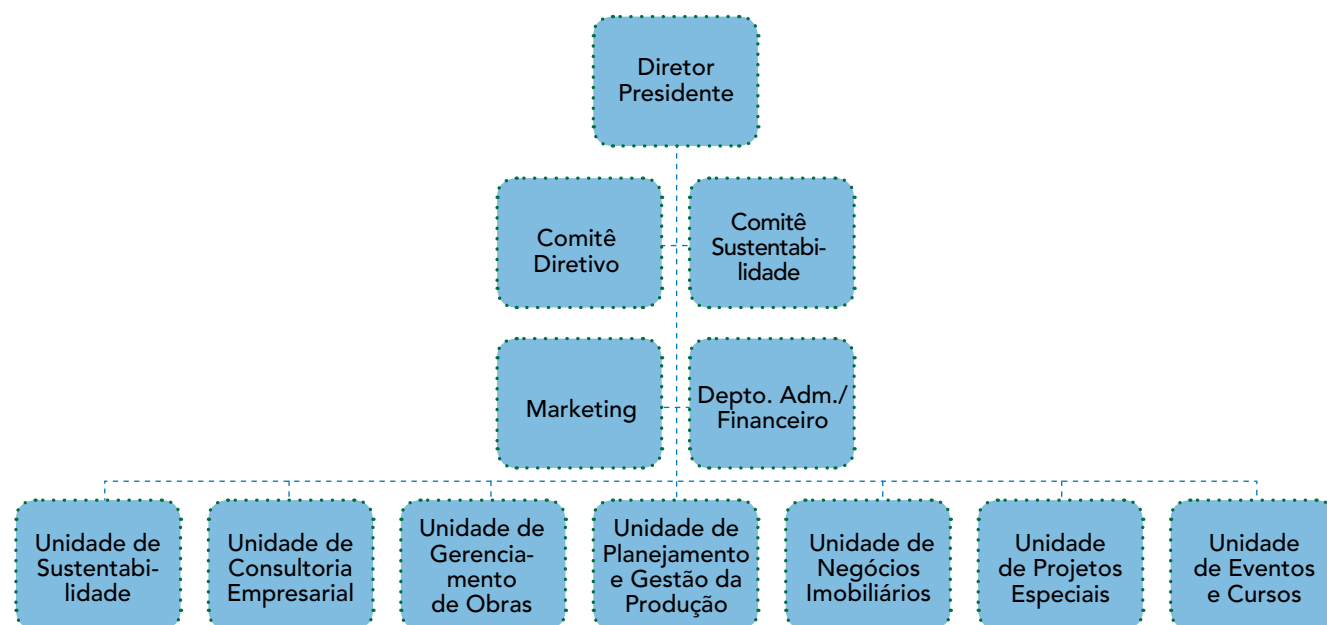 Diretor
Presidente
Comitê
Diretivo
Comitê
Sustentabi-
lidade
Marketing
Depto. Adm./
Financeiro
Unidade de
Sustentabi-
lidade
Unidade de
Consultoria
Empresarial
Unidade de
Gerencia-
mento
de Obras
Unidade de
Planejamento
e Gestão da
Produção
Unidade de
Negócios
Imobiliários
Unidade
de Projetos
Especiais
Unidade
de Eventos
e Cursos